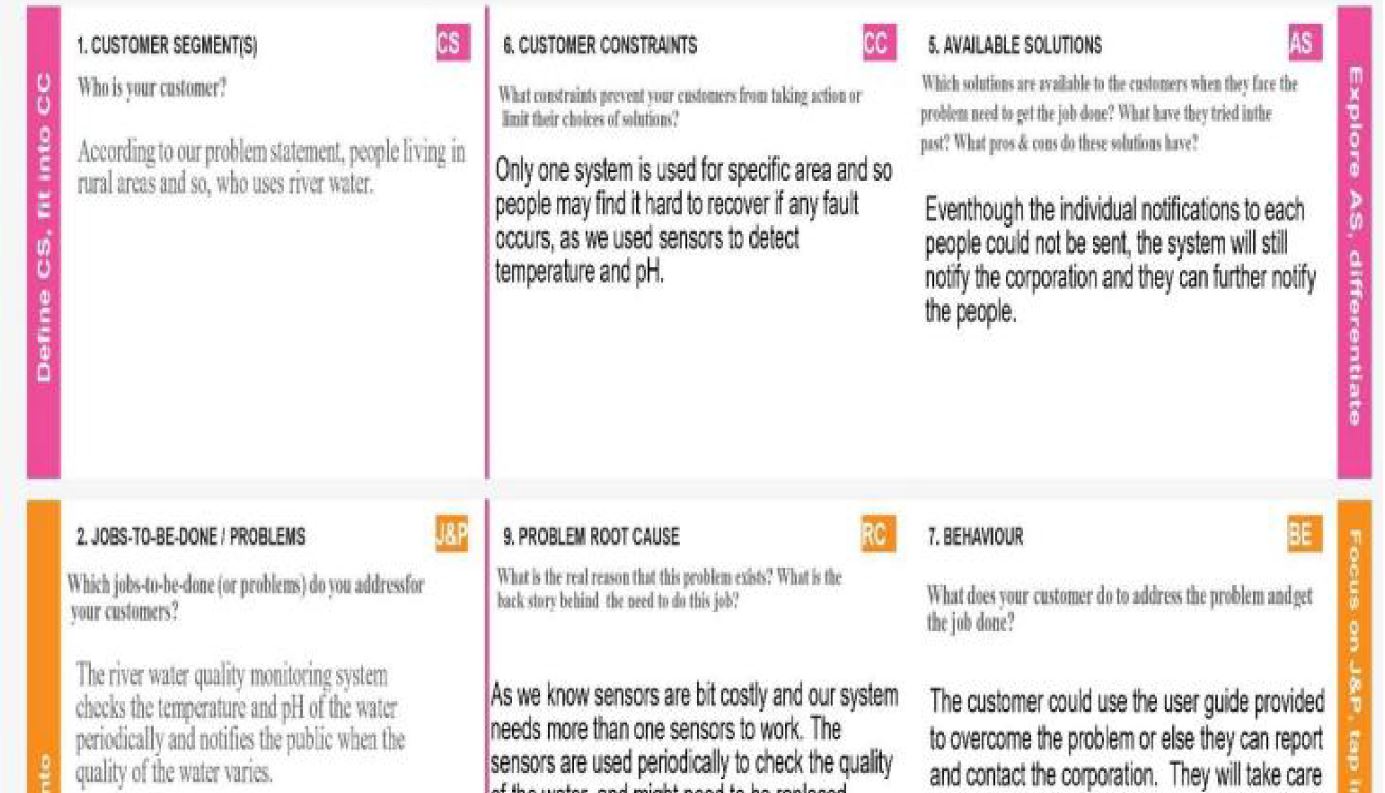 Define CS, fit into CC
1. CUSTOMER SEGMENT(S)
CS
Who is your customer?
According to our problem statement, people living in
rural areas and so, who uses river water.
6. CUSTOMER CONSTRAINTS
CC
What constraints prevent your customers from taking action or
limit their choices of solutions?
Only one system is used for specific area and so
people may find it hard to recover if any fault
occurs, as we used sensors to detect
temperature and pH.
5. AVAILABLE SOLUTIONS
AS
Which solutions are available to the customers when they face the
problem need to get the job done? What have they tried inthe
past? What pros & cons do these solutions have?
Eventhough the individual notifications to each
people could not be sent, the system will still
notify the corporation and they can further notify
the people.
Explore AS, differentiate
nto
2. JOBS-TO-BE-DONE / PROBLEMS
J&P
Which jobs-to-be-done (or problems) do you addressfor
your customers?
The river water quality monitoring system
checks the temperature and pH of the water
periodically and notifies the public when the
quality of the water varies.
9. PROBLEM ROOT CAUSE
RC
What is the real reason that this problem exists? What is the
back story behind the need to do this job?
As we know sensors are bit costly and our system
needs more than one sensors to work. The
sensors are used periodically to check the quality
of the water, and might need to be replaced
7. BEHAVIOUR
BE
What does your customer do to address the problem andget
the job done?
The customer could use the user guide provided
to overcome the problem or else they can report
and contact the corporation. They will take care
Focus on J&P, tap i